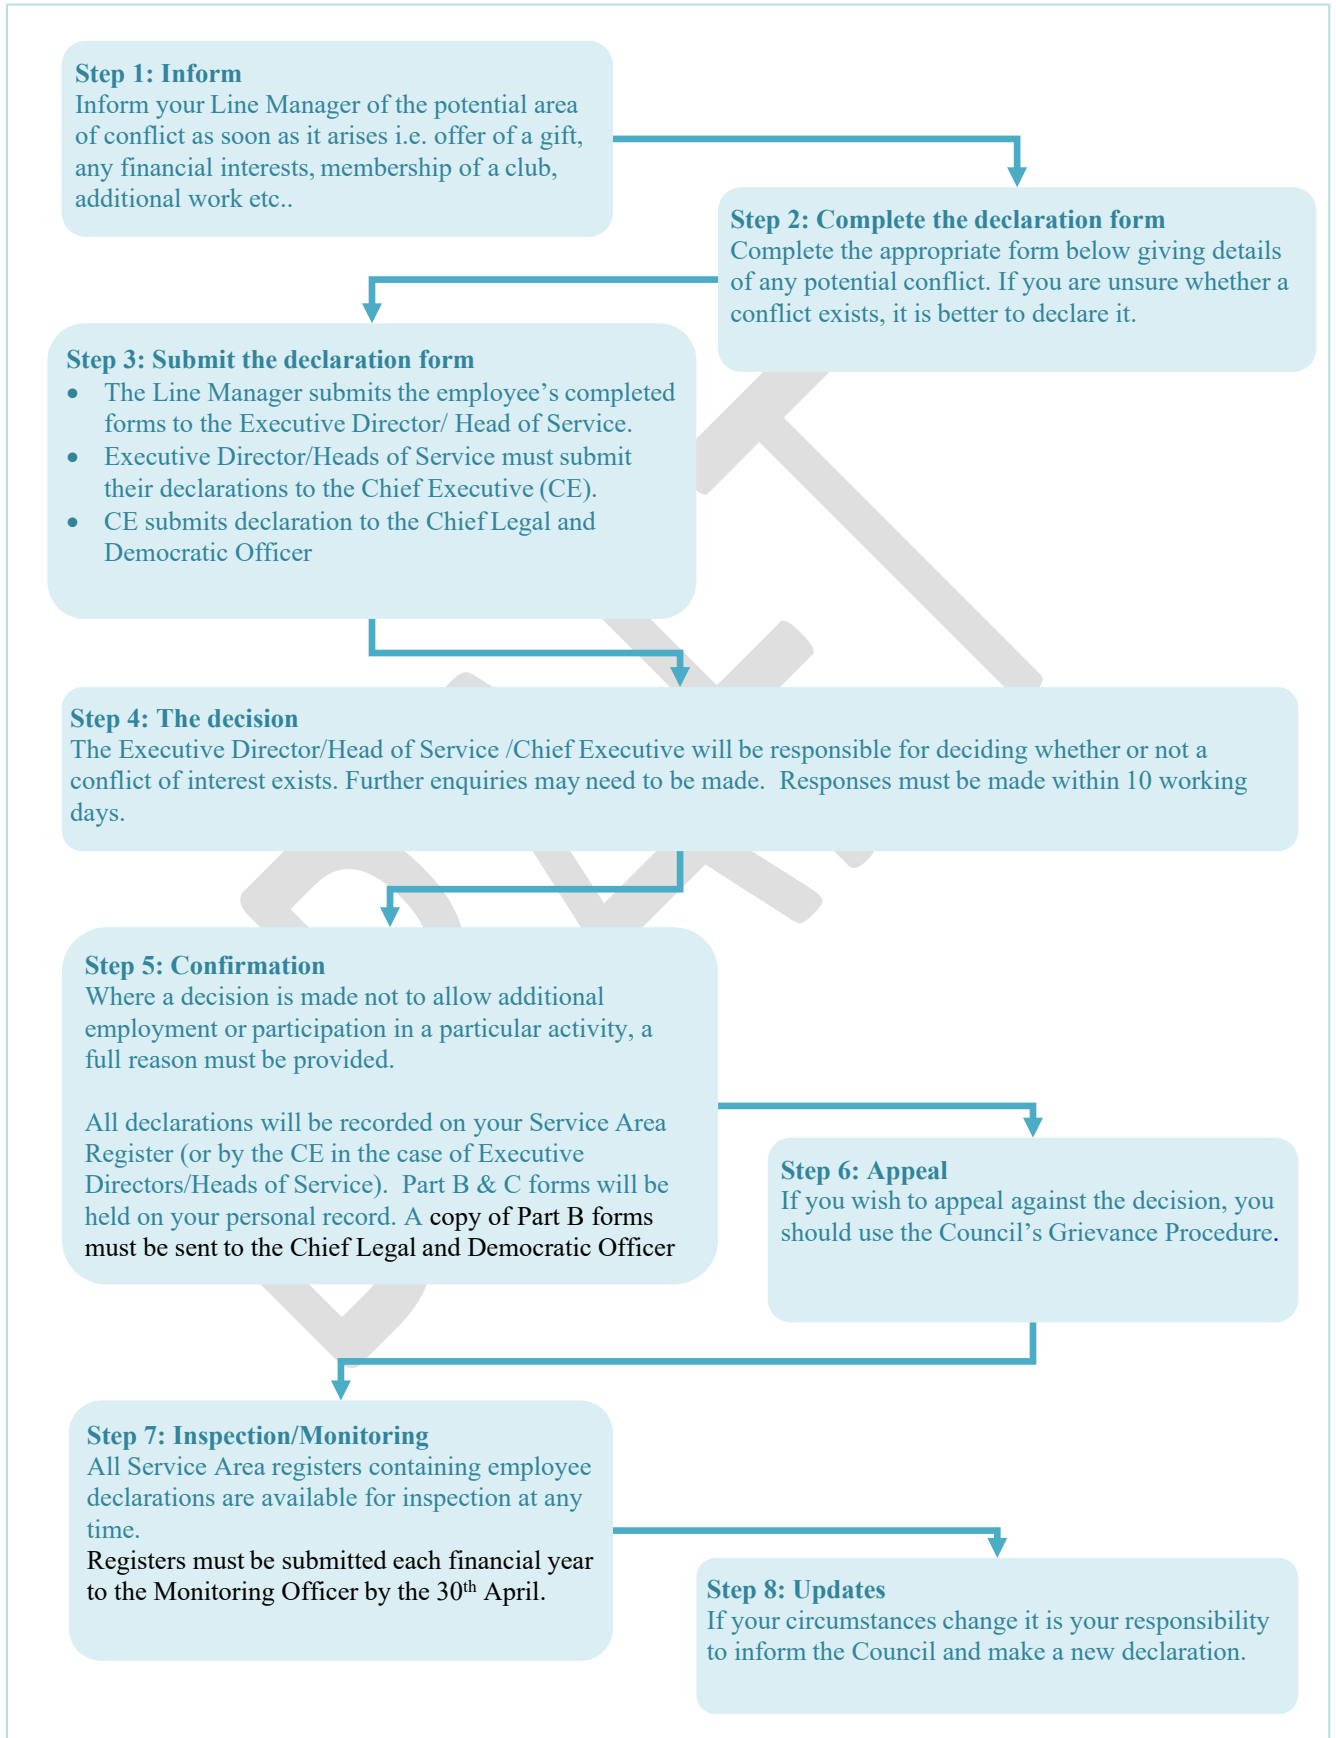 Step 1: Inform
Inform your Line Manager of the potential area
of conflict as soon as it arises i.e. offer of a gift,
any financial interests, membership of a club,
additional work etc..
Step 2: Complete the declaration form
Complete the appropriate form below giving details
of any potential conflict. If you are unsure whether a
conflict exists, it is better to declare it.
Step 3: Submit the declaration form
• The Line Manager submits the employee’s completed
forms to the Executive Director/ Head of Service.
• Executive Director/Heads of Service must submit
their declarations to the Chief Executive (CE).
• CE submits declaration to the Chief Legal and
Democratic Officer
Step 4: The decision
The Executive Director/Head of Service /Chief Executive will be responsible for deciding whether or not a
conflict of interest exists. Further enquiries may need to be made.  Responses must be made within 10 working
days.
Step 5: Confirmation
Where a decision is made not to allow additional
employment or participation in a particular activity, a
full reason must be provided.
All declarations will be recorded on your Service Area
Register (or by the CE in the case of Executive
Directors/Heads of Service).  Part B & C forms will be
held on your personal record. A copy of Part B forms
must be sent to the Chief Legal and Democratic Officer
Step 6: Appeal
If you wish to appeal against the decision, you
should use the Council’s Grievance Procedure.
Step 7: Inspection/Monitoring
All Service Area registers containing employee
declarations are available for inspection at any
time.
Registers must be submitted each financial year
to the Monitoring Officer by the 30th April.
Step 8: Updates
If your circumstances change it is your responsibility
to inform the Council and make a new declaration.
DRAFT